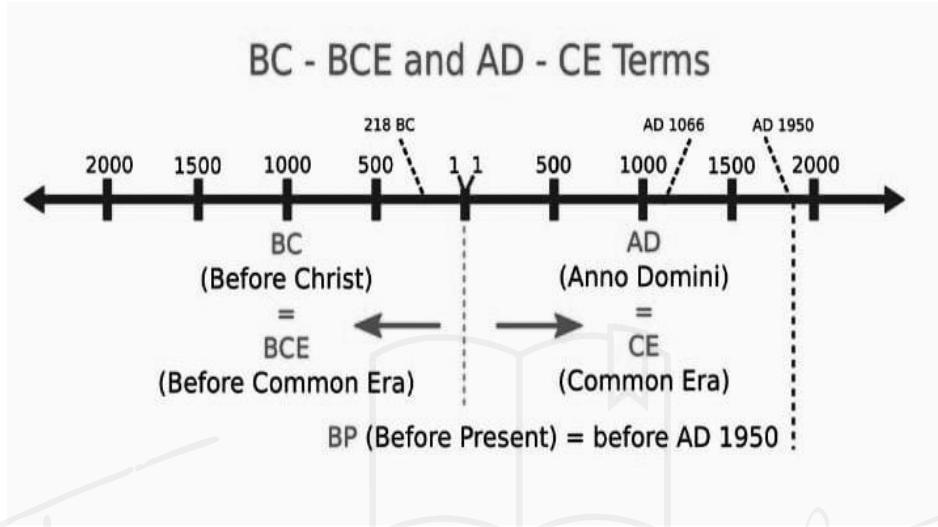 BC - BCE and AD - CE Terms
218 BC AD 1066 AD 1950
2000 1500 1000 500 1 1 500 1000 1500 2000
BC AD
(Before Christ) (Anno Domini)
= =
BCE CE
(Before Common Era) (Common Era)
BP (Before Present) = before AD 1950